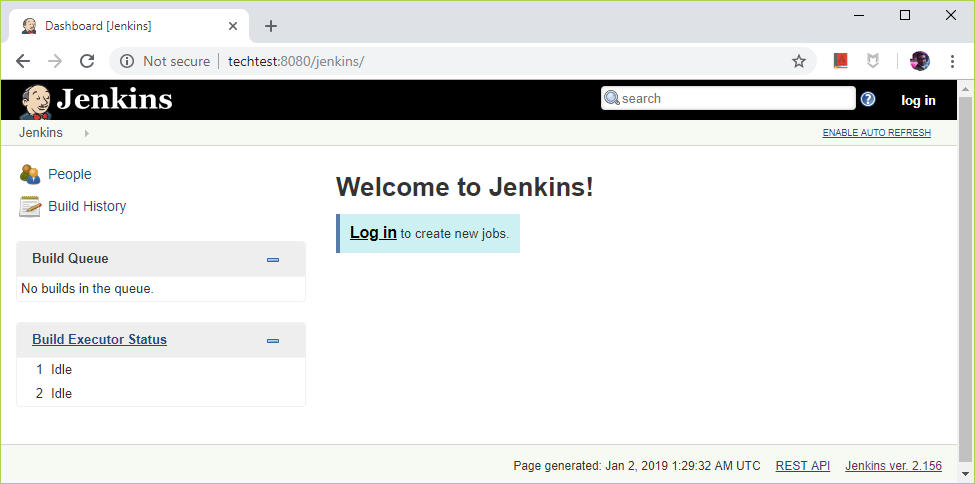 Dashboard [Jenkins]
Not secure techtest:8080/jenkins/
Jenkins search log in
Jenkins ENABLE AUTO REFRESH
People
Build History
Welcome to Jenkins!
Log in to create new jobs.
Build Queue
No builds in the queue.
Build Executor Status
1 Idle
2 Idle
Page generated: Jan 2, 2019 1:29:32 AM UTC REST API Jenkins ver. 2.156